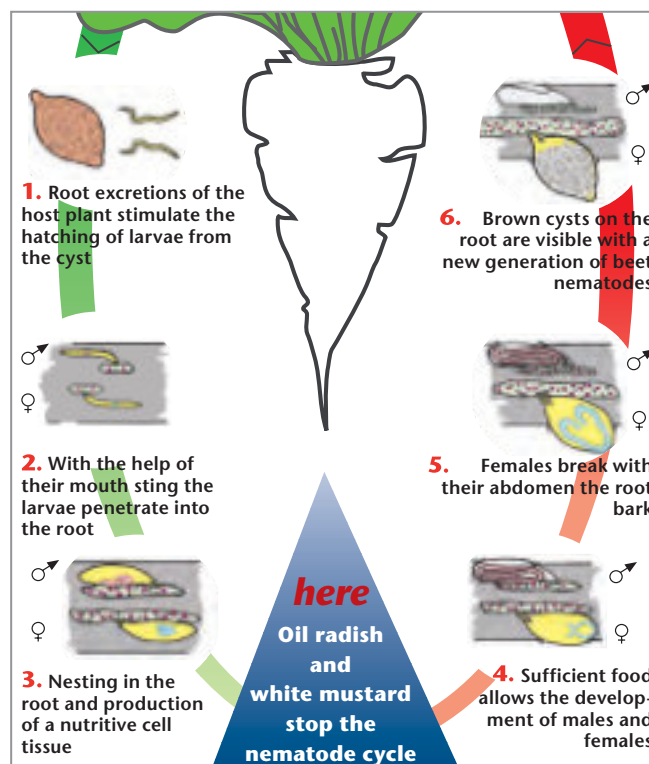 1. Root excretions of the
host plant stimulate the
hatching of larvae from
the cyst
2. With the help of
their mouth sting the
larvae penetrate into
the root
3. Nesting in the
root and production
of a nutritive cell
tissue
here
Oil radish
and
white mustard
stop the
nematode cycle
4. Sufficient food
allows the develop-
ment of males and
females
5. Females break with
their abdomen the root
bark
6. Brown cysts on the
root are visible with a
new generation of beet
nematodes